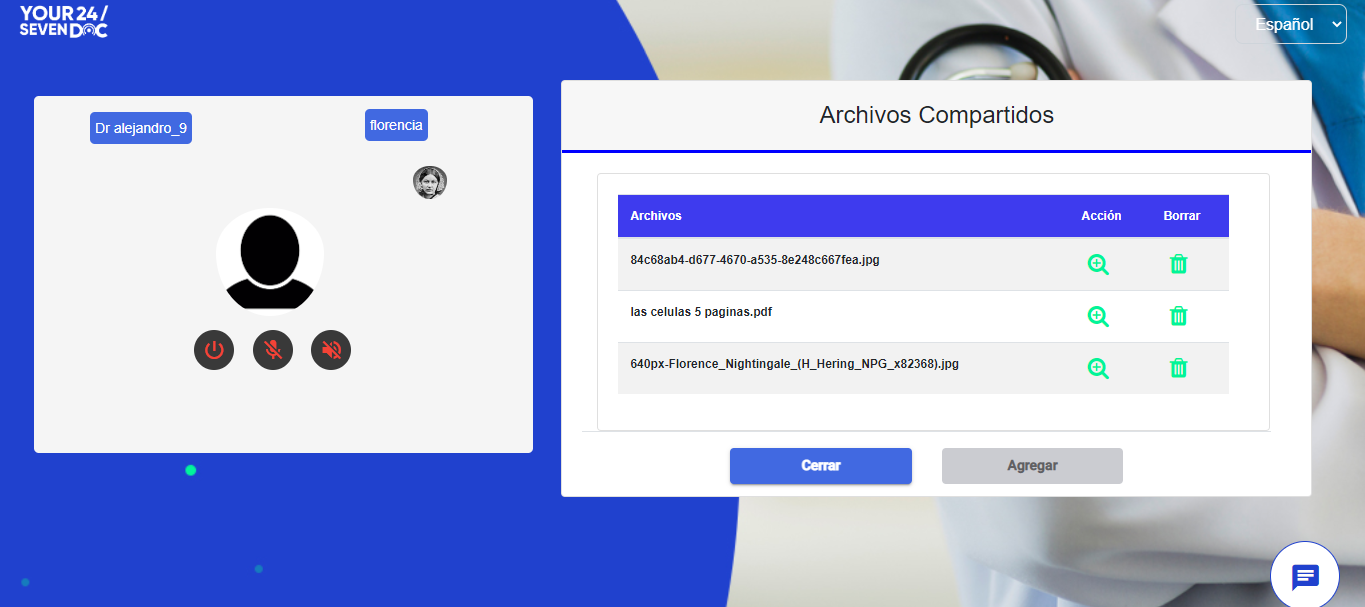 YOUR 24/
SEVEN DOC
Español
Dr alejandro_9
florencia
Archivos Compartidos
Archivos Acción Borrar
84c68ab4-d677-4670-a535-8e248c667fea.jpg
las celulas 5 paginas.pdf
640px-Florence_Nightingale_(H_Hering_NPG_x82368).jpg
Cerrar Agregar